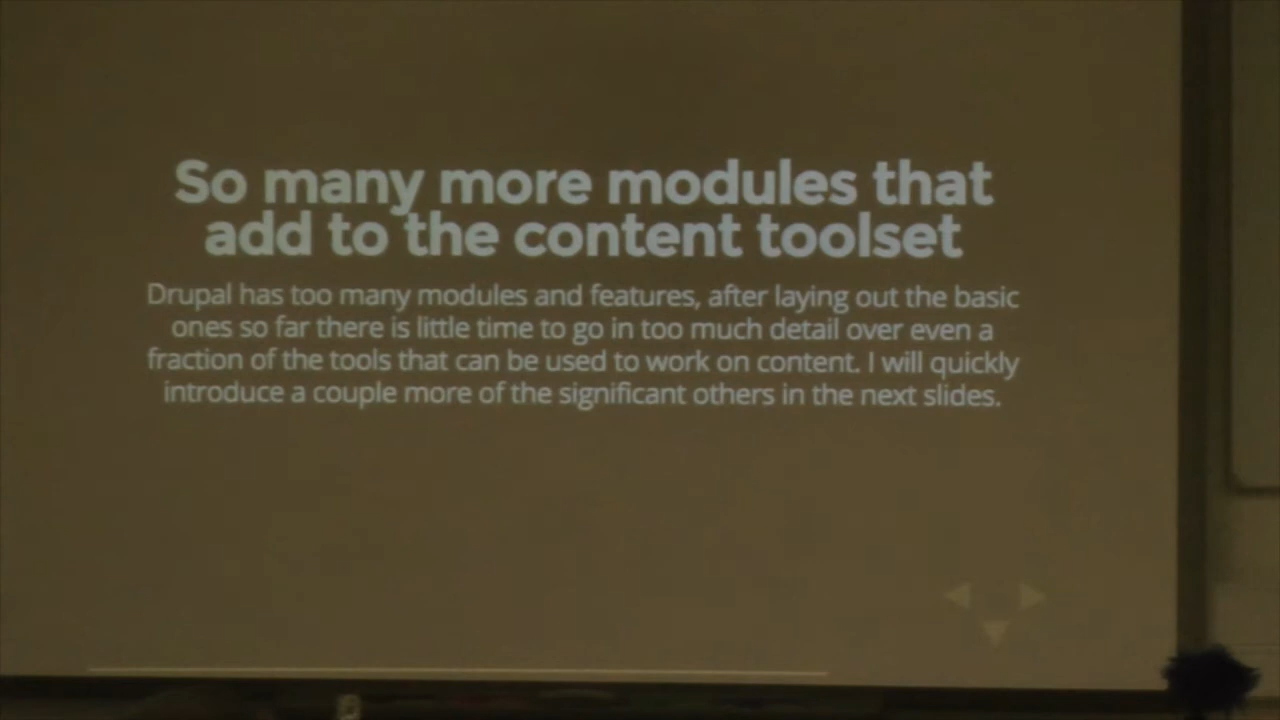 So many more modules that
add to the content toolset
Drupal has too many modules and features, after laying out the basic
ones so far there is little time to go in too much detail over even a
fraction of the tools that can be used to work on content. I will quickly
introduce a couple more of the significant others in the next slides.